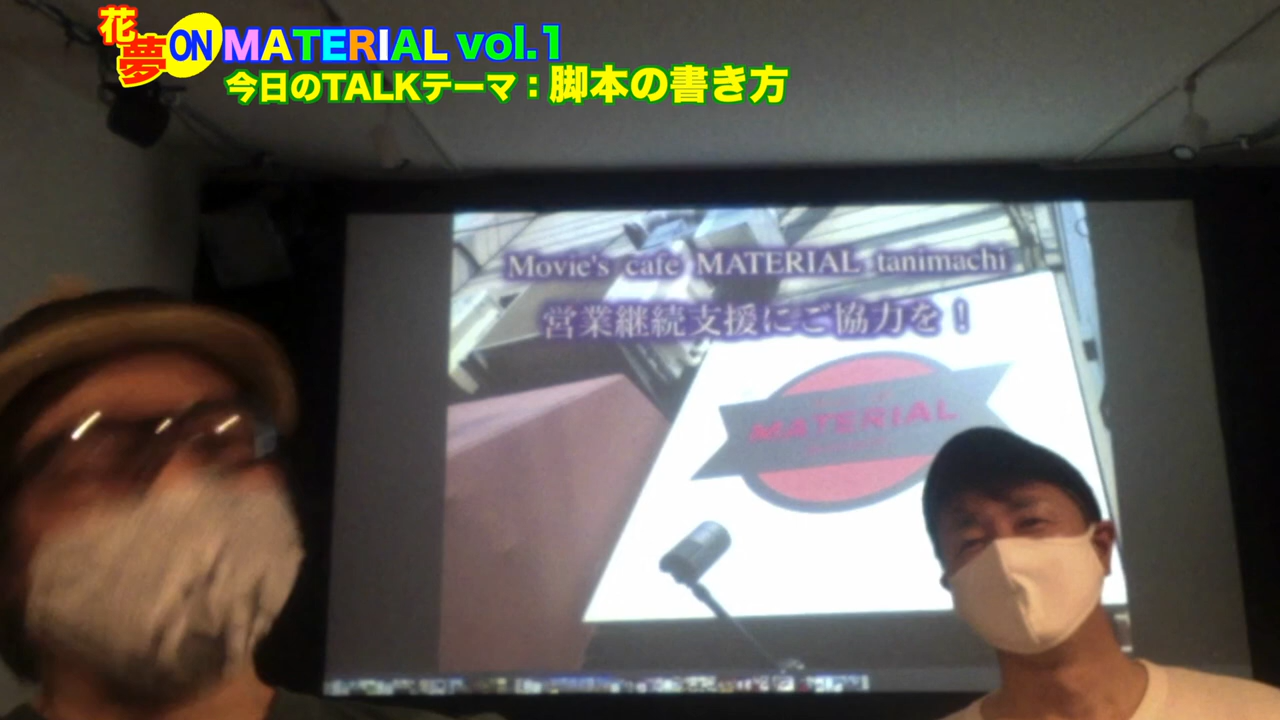 花夢ON MATERIAL vol.1
今日のTALKテーマ：脚本の書き方
Movie's cafe MATERIAL tanimachi
営業継続支援にご協力を！
MATERIAL